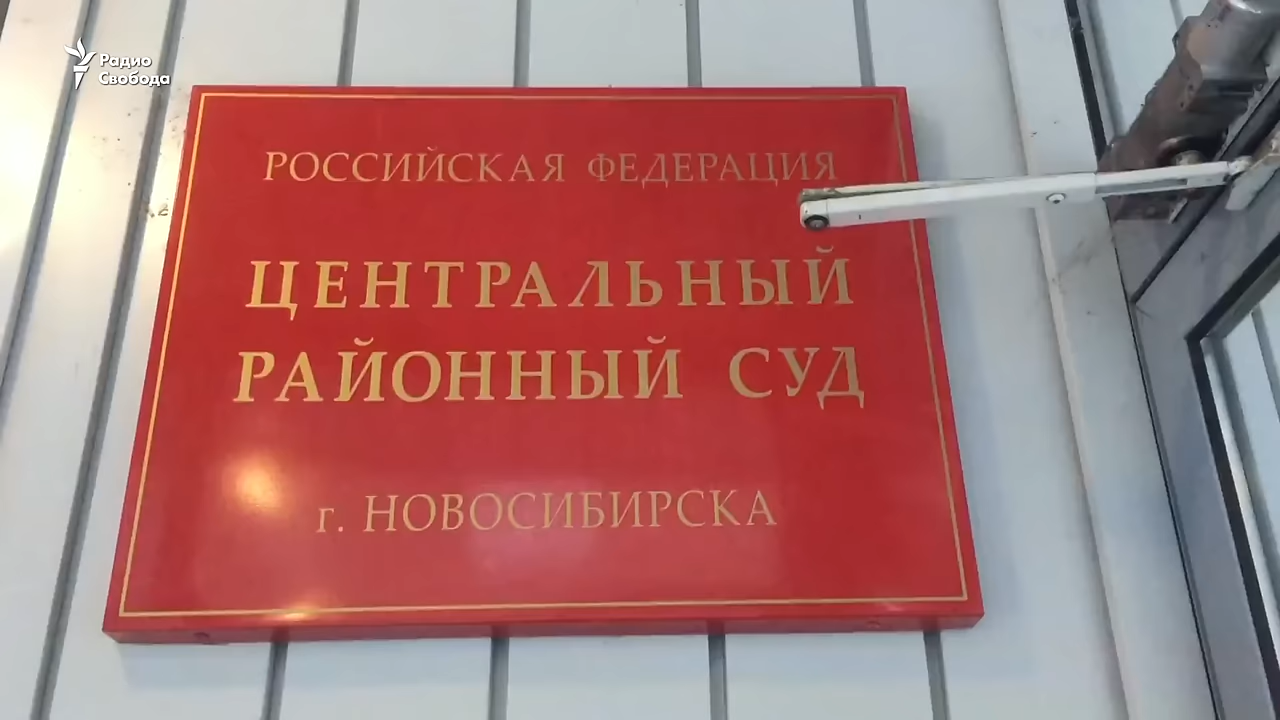 Радио
Свобода
РОССИЙСКАЯ ФЕДЕРАЦИЯ
ЦЕНТРАЛЬНЫЙ
РАЙОННЫЙ СУД
г. НОВОСИБИРСКА